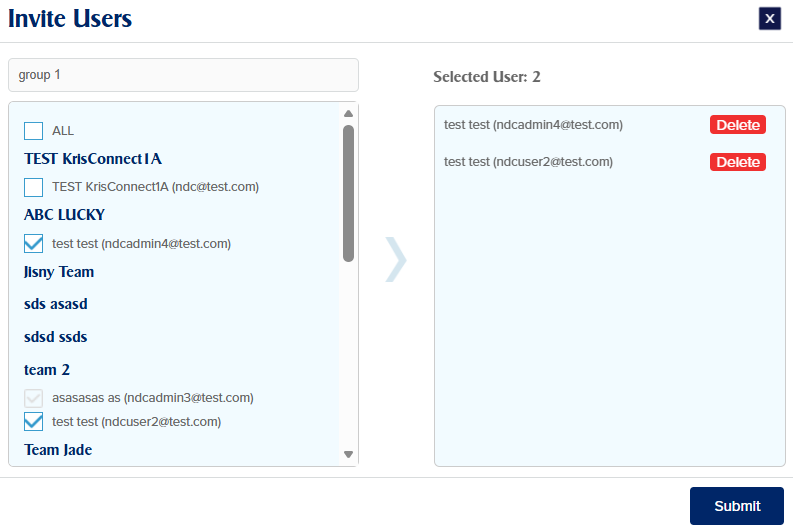 Invite Users
X
group 1
Selected User: 2
ALL
TEST KrisConnect1A
TEST KrisConnect1A (ndc@test.com)
ABC LUCKY
test test (ndcadmin4@test.com)
Jisny Team
sds asasd
sdsd ssds
team 2
asasasas as (ndcadmin3@test.com)
test test (ndcuser2@test.com)
Team Jade
test test (ndcadmin4@test.com) Delete
test test (ndcuser2@test.com) Delete
Submit